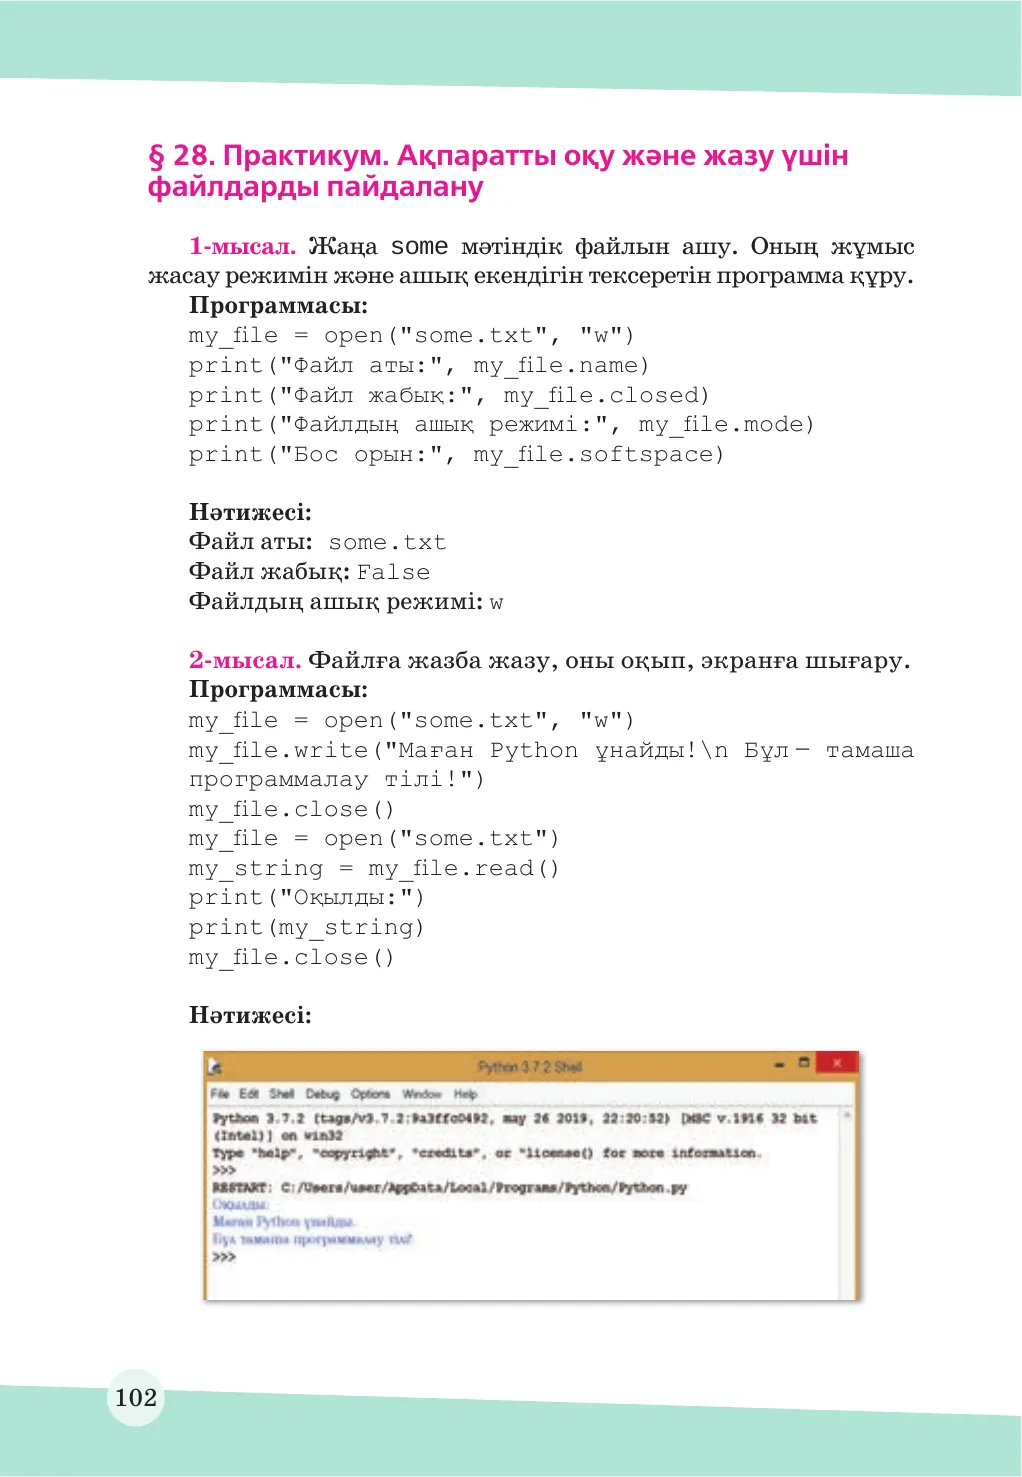 § 28. Практикум. Ақпаратты оқу және жазу үшін
файлдарды пайдалану
1-мысал. Жаңа some мәтіндік файлын ашу. Оның жұмыс
жасау режимін және ашық екендігін тексеретін программа құру.
Программасы:
my_file = open("some.txt", "w")
print("Файл аты:", my_file.name)
print("Файл жабық:", my_file.closed)
print("Файлдың ашық режимі:", my_file.mode)
print("Бос орын:", my_file.softspace)
Нәтижесі:
Файл аты: some.txt
Файл жабық: False
Файлдың ашық режимі: w
2-мысал. Файлға жазба жазу, оны оқып, экранға шығару.
Программасы:
my_file = open("some.txt", "w")
my_file.write("Маған Python ұнайды!\n Бұл – тамаша
программалау тілі!")
my_file.close()
my_file = open("some.txt")
my_string = my_file.read()
print("Оқылды:")
print(my_string)
my_file.close()
Нәтижесі:
Python 3.7.2 Shell
File Edit Shell Debug Options Window Help
Python 3.7.2 (tags/v3.7.2:9a3ffc0492, may 26 2019, 22:20:52) [MSC v.1916 32 bit
(Intel)] on win32
Type "help", "copyright", "credits", or "license() for more information.
>>>
RESTART: C:/Users/user/AppData/Local/Programs/Python/Python.py
Оқылды:
Маған Python ұнайды.
Бұл тамаша программалау тілі!
>>>
102